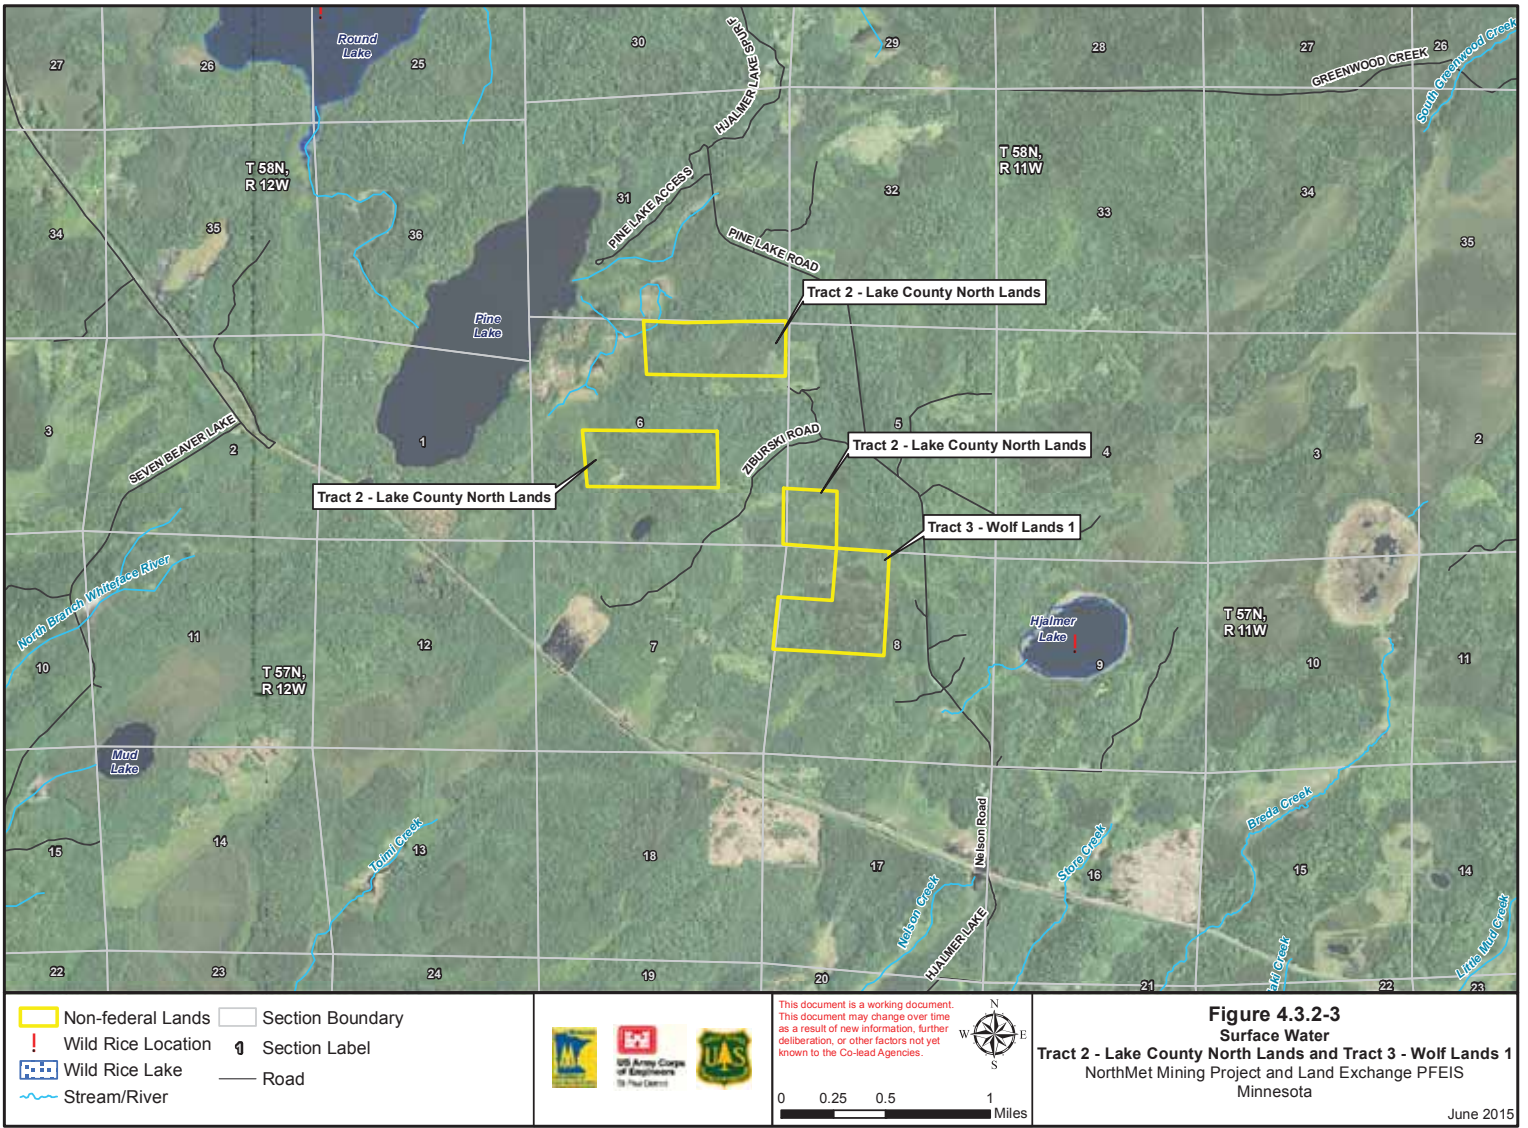 Round
Lake
27
26
25
30
29
28
27
26
HJALMER LAKE SPUR F
GREENWOOD CREEK
South Greenwood Creek
T 58N,
R 12W
T 58N,
R 11W
31
32
33
34
35
34
35
36
PINE LAKE ACCESS
PINE LAKE ROAD
Tract 2 - Lake County North Lands
Pine
Lake
3
2
1
6
5
4
3
2
SEVEN BEAVER LAKE
ZIBURSKI ROAD
Tract 2 - Lake County North Lands
Tract 2 - Lake County North Lands
Tract 3 - Wolf Lands 1
North Branch Whiteface River
Hjalmer
Lake
T 57N,
R 11W
10
11
12
7
8
9
10
11
T 57N,
R 12W
Mud
Lake
Tolmi Creek
Nelson Road
Store Creek
Breda Creek
15
14
13
18
17
16
15
14
Nelson Creek
HJALMER LAKE
aki Creek
Little Mud Creek
22
23
24
19
20
21
22
23
Non-federal Lands
Wild Rice Location
Wild Rice Lake
Stream/River
Section Boundary
1 Section Label
Road
US Army Corps
of Engineers
St Paul District
UAS
This document is a working document.
This document may change over time
as a result of new information, further
deliberation, or other factors not yet
known to the Co-lead Agencies.
N
W E
S
0 0.25 0.5 1
Miles
Figure 4.3.2-3
Surface Water
Tract 2 - Lake County North Lands and Tract 3 - Wolf Lands 1
NorthMet Mining Project and Land Exchange PFEIS
Minnesota
June 2015